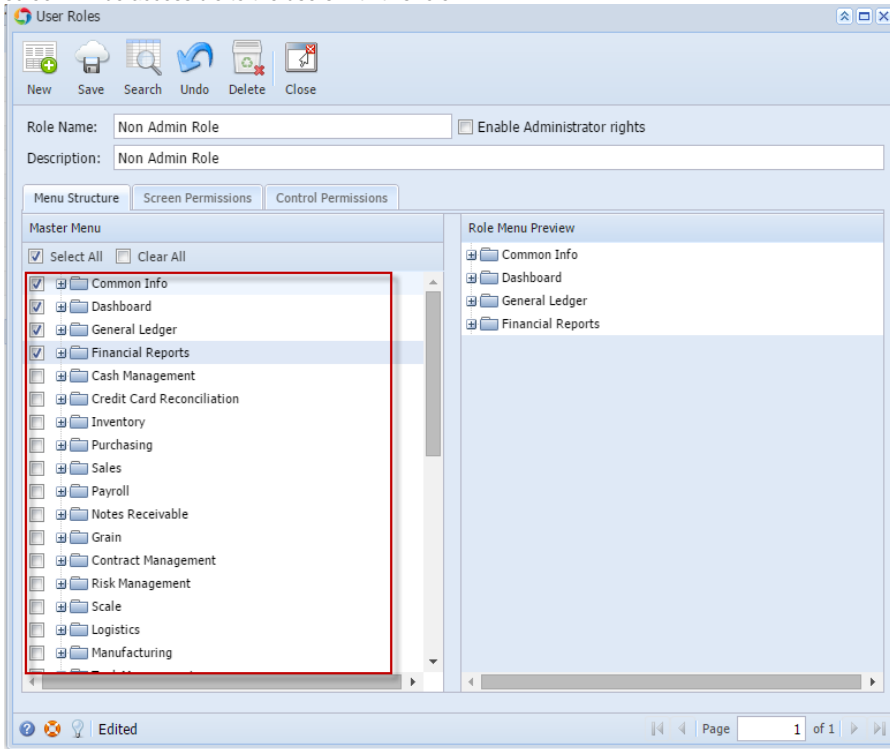 User Roles
New Save Search Undo Delete Close
Role Name: Non Admin Role Enable Administrator rights
Description: Non Admin Role
Menu Structure Screen Permissions Control Permissions
Master Menu
Select All Clear All
Common Info
Dashboard
General Ledger
Financial Reports
Cash Management
Credit Card Reconciliation
Inventory
Purchasing
Sales
Payroll
Notes Receivable
Grain
Contract Management
Risk Management
Scale
Logistics
Manufacturing
Role Menu Preview
Common Info
Dashboard
General Ledger
Financial Reports
Edited
Page 1 of 1